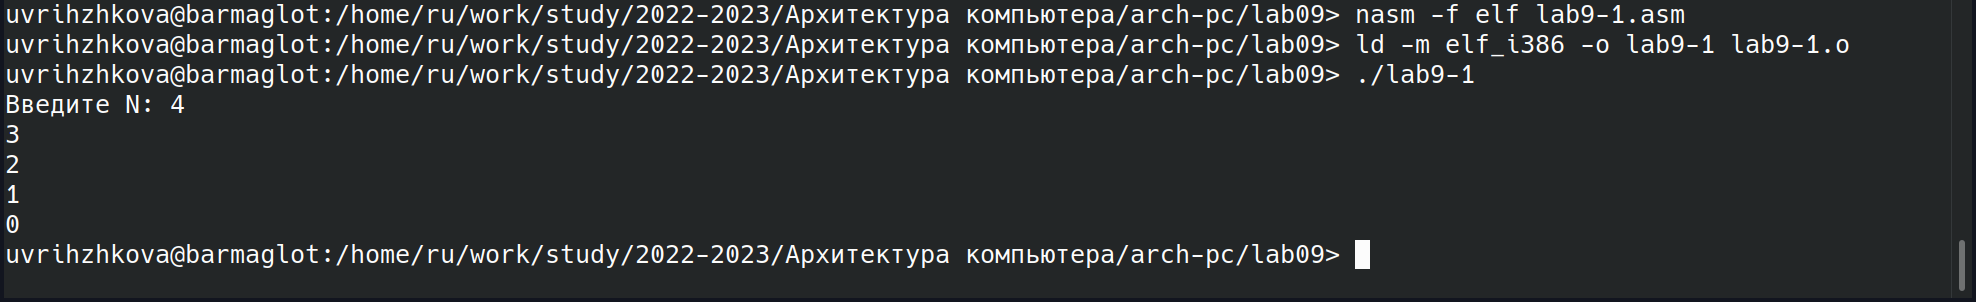 uvrihzhkova@barmaglot:/home/ru/work/study/2022-2023/Архитектура компьютера/arch-pc/lab09> nasm -f elf lab9-1.asm
uvrihzhkova@barmaglot:/home/ru/work/study/2022-2023/Архитектура компьютера/arch-pc/lab09> ld -m elf_i386 -o lab9-1 lab9-1.o
uvrihzhkova@barmaglot:/home/ru/work/study/2022-2023/Архитектура компьютера/arch-pc/lab09> ./lab9-1
Введите N: 4
3
2
1
0
uvrihzhkova@barmaglot:/home/ru/work/study/2022-2023/Архитектура компьютера/arch-pc/lab09>